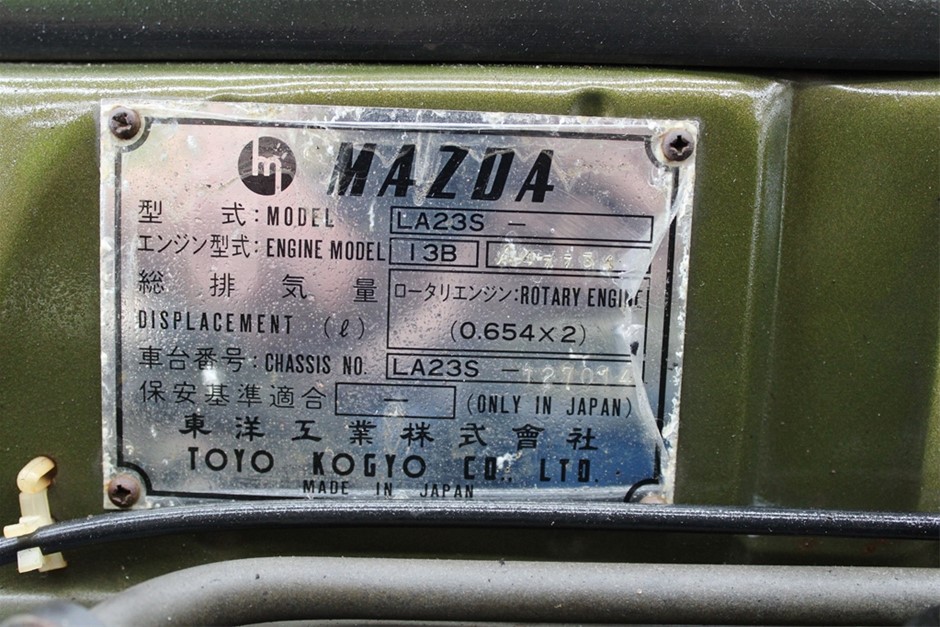 m MAZDA
型 式: MODEL LA23S —
エンジン型式: ENGINE MODEL 13B
総排気量 ロータリエンジン: ROTARY ENGINE
DISPLACEMENT (ℓ) (0.654×2)
車台番号: CHASSIS NO. LA23S —127014
保安基準適合 — (ONLY IN JAPAN)
東洋工業株式會社
TOYO KOGYO CO., LTD.
MADE IN JAPAN